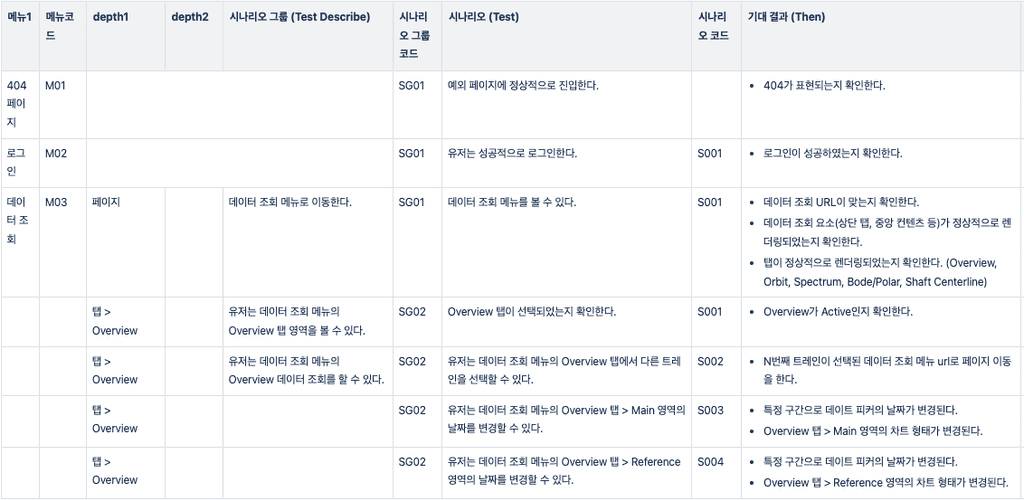 메뉴1 메뉴코드 depth1 depth2 시나리오 그룹 (Test Describe) 시나리오 그룹 코드 시나리오 (Test) 시나리오 코드 기대 결과 (Then)
404 페이지 M01 SG01 예외 페이지에 정상적으로 진입한다. • 404가 표현되는지 확인한다.
로그인 M02 SG01 유저는 성공적으로 로그인한다. S001 • 로그인이 성공하였는지 확인한다.
데이터 조회 M03 페이지 데이터 조회 메뉴로 이동한다. SG01 데이터 조회 메뉴를 볼 수 있다. S001 • 데이터 조회 URL이 맞는지 확인한다.
• 데이터 조회 요소(상단 탭, 중앙 컨텐츠 등)가 정상적으로 렌
더링되었는지 확인한다.
• 탭이 정상적으로 렌더링되었는지 확인한다. (Overview,
Orbit, Spectrum, Bode/Polar, Shaft Centerline)
탭 >
Overview
유저는 데이터 조회 메뉴의
Overview 탭 영역을 볼 수 있다.
SG02 Overview 탭이 선택되었는지 확인한다. S001 • Overview가 Active인지 확인한다.
탭 >
Overview
유저는 데이터 조회 메뉴의
Overview 데이터 조회를 할 수 있다.
SG02
유저는 데이터 조회 메뉴의 Overview 탭에서 다른 트레
인을 선택할 수 있다.
S002
• N번째 트레인이 선택된 데이터 조회 메뉴 url로 페이지 이동
을 한다.
탭 >
Overview
SG02
유저는 데이터 조회 메뉴의 Overview 탭 > Main 영역의
날짜를 변경할 수 있다.
S003
• 특정 구간으로 데이트 피커의 날짜가 변경된다.
• Overview 탭 > Main 영역의 차트 형태가 변경된다.
탭 >
Overview
SG02
유저는 데이터 조회 메뉴의 Overview 탭 > Reference
영역의 날짜를 변경할 수 있다.
S004
• 특정 구간으로 데이트 피커의 날짜가 변경된다.
• Overview 탭 > Reference 영역의 차트 형태가 변경된다.